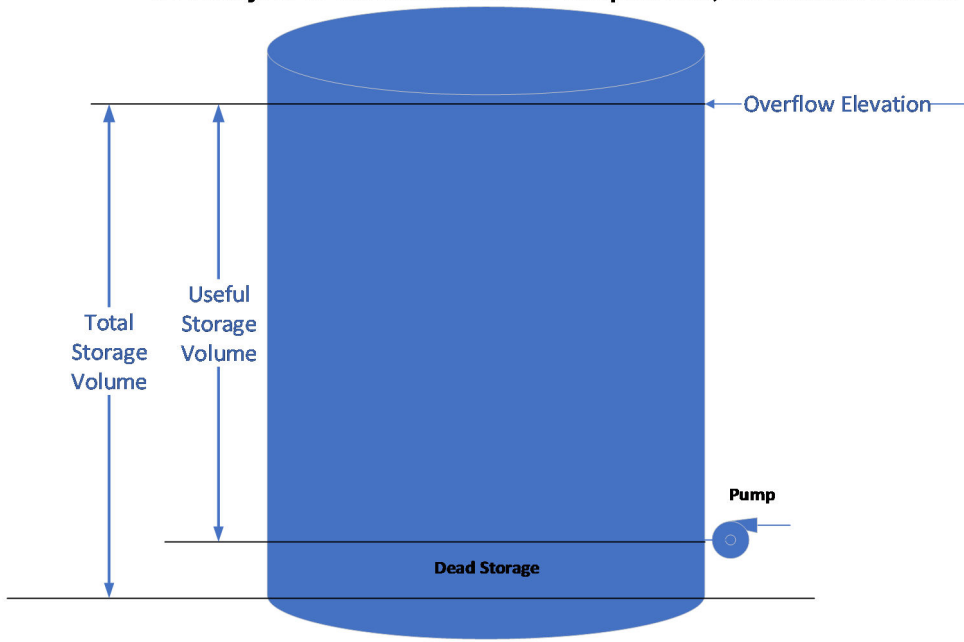 Overflow Elevation
Useful
Storage
Volume
Total
Storage
Volume
Pump
Dead Storage